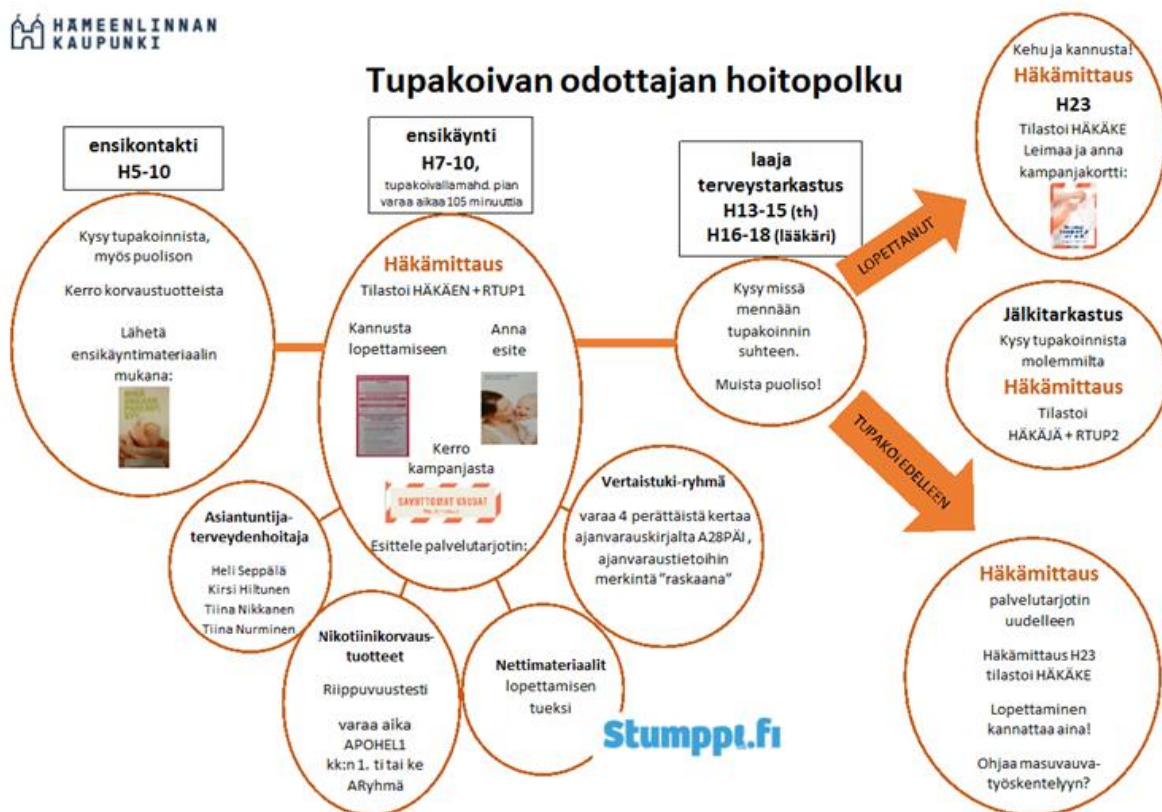 HÄMEENLINNAN
KAUPUNKI
Tupakoivan odottajan hoitopolku
ensikontakti
H5-10
Kysy tupakoinnista,
myös puolison
Kerro korvaustuotteista
Lähetä
ensikäyntimateriaalin
mukana:
ensikäynti
H7-10,
tupakoivallamahd. pian
varaa aikaa 105 minuuttia
Häkämittaus
Tilastoi HÄKÄEN + RTUP1
Kannusta
lopettamiseen
Anna
esite
Kerro
kampanjasta
SAVUTTOMAT VAUVAT
Esittele palvelutarjotin:
Asiantuntija-
terveydenhoitaja
Heli Seppälä
Kirsi Hiltunen
Tiina Nikkanen
Tiina Nurminen
Nikotiinikorvaus-
tuotteet
Riippuvuustesti
varaa aika
APOHEL1
kk:n 1. ti tai ke
ARyhmä
Nettimateriaalit
lopettamisen
tueksi
Stumppi.fi
Vertaistuki-ryhmä
varaa 4 perättäistä kertaa
ajanvarauskirjalta A28PÄI,
ajanvaraustietoihin
merkintä "raskaana"
laaja
terveystarkastus
H13-15 (th)
H16-18 (lääkäri)
Kysy missä
mennään
tupakoinnin
suhteen.
Muista puoliso!
LOPETTANUT
Kehu ja kannusta!
Häkämittaus
H23
Tilastoi HÄKÄKE
Leimaa ja anna
kampanjakortti:
Jälkitarkastus
Kysy tupakoinnista
molemmilta
Häkämittaus
Tilastoi
HÄKÄJÄ + RTUP2
TUPAKOI EDELLEEN
Häkämittaus
palvelutarjotin
uudelleen
Häkämittaus H23
tilastoi HÄKÄKE
Lopettaminen
kannattaa aina!
Ohjaa masuvauva-
työskentelyyn?